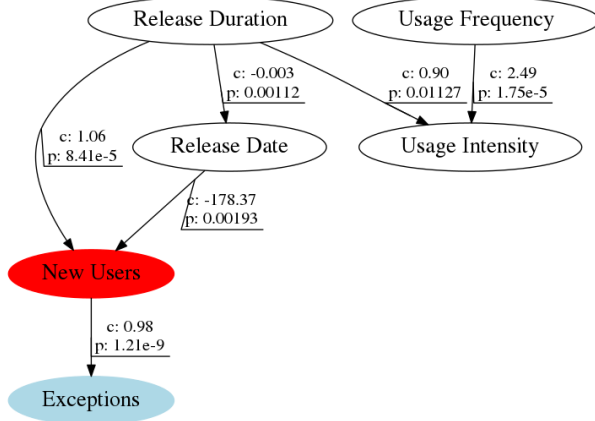 Release Duration
Usage Frequency
c: -0.003
p: 0.00112
c: 0.90
p: 0.01127
c: 2.49
p: 1.75e-5
c: 1.06
p: 8.41e-5
Release Date
Usage Intensity
c: -178.37
p: 0.00193
New Users
c: 0.98
p: 1.21e-9
Exceptions